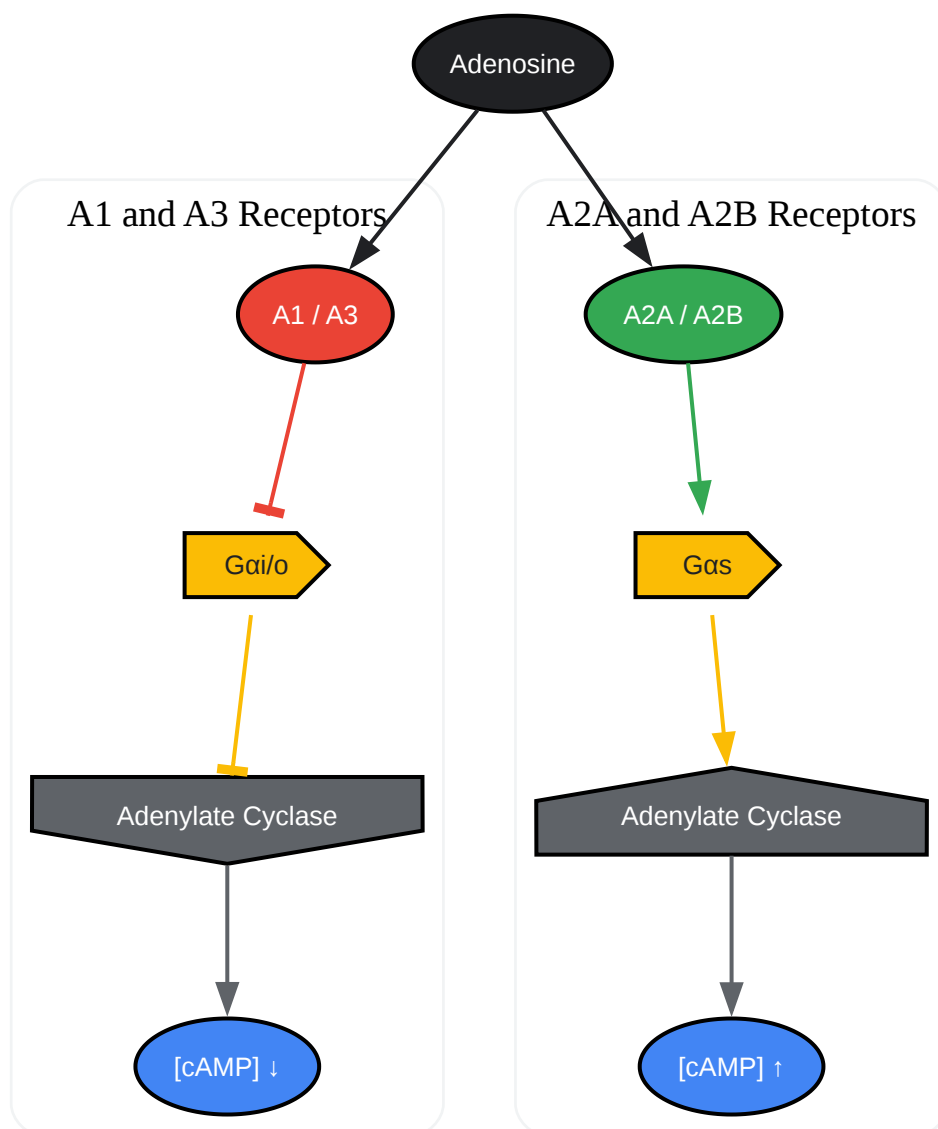 Adenosine
A1 and A3 Receptors
A2A and A2B Receptors
A1 / A3
A2A / A2B
Gαi/o
Gαs
Adenylate Cyclase
Adenylate Cyclase
[cAMP] ↓
[cAMP] ↑